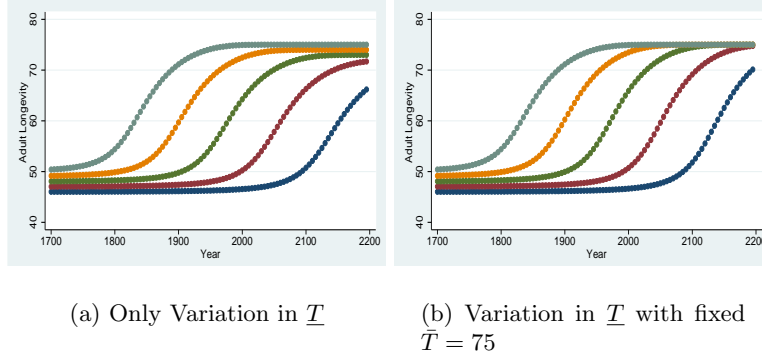 80
70
60
50
40
Adult Longevity
1700 1800 1900 2000 2100 2200
Year
80
70
60
50
40
Adult Longevity
1700 1800 1900 2000 2100 2200
Year
(a) Only Variation in T
(b) Variation in T with fixed
T̄ = 75